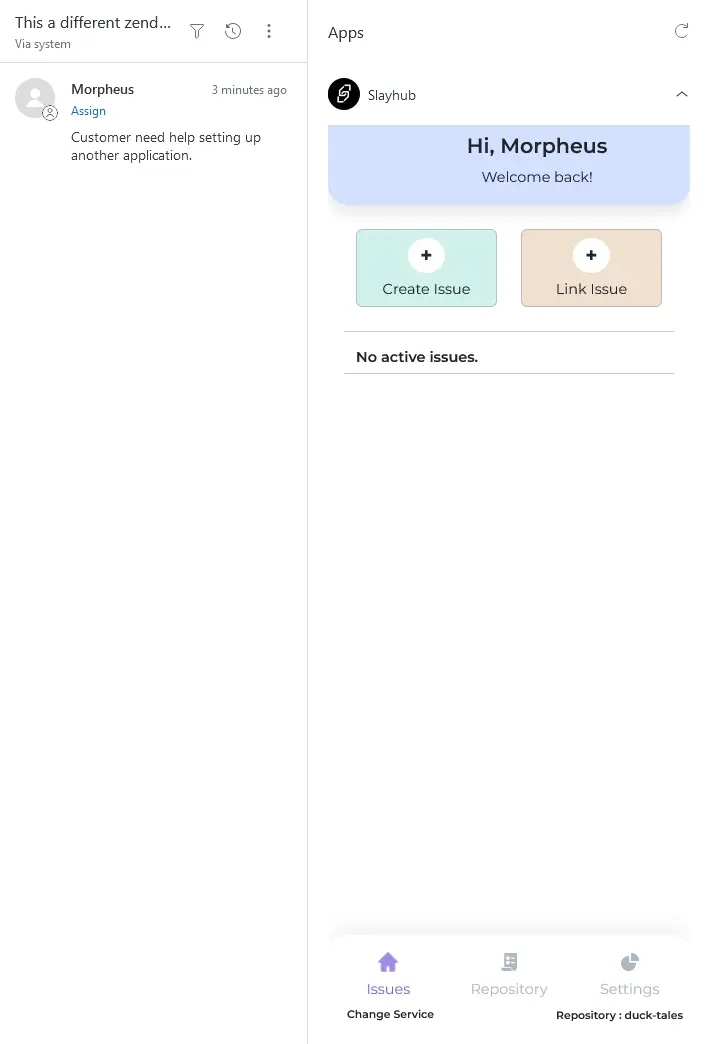 This a different zend...
Via system
Morpheus
3 minutes ago
Assign
Customer need help setting up
another application.
Apps
Slayhub
Hi, Morpheus
Welcome back!
Create Issue
Link Issue
No active issues.
Issues
Repository
Settings
Change Service
Repository : duck-tales